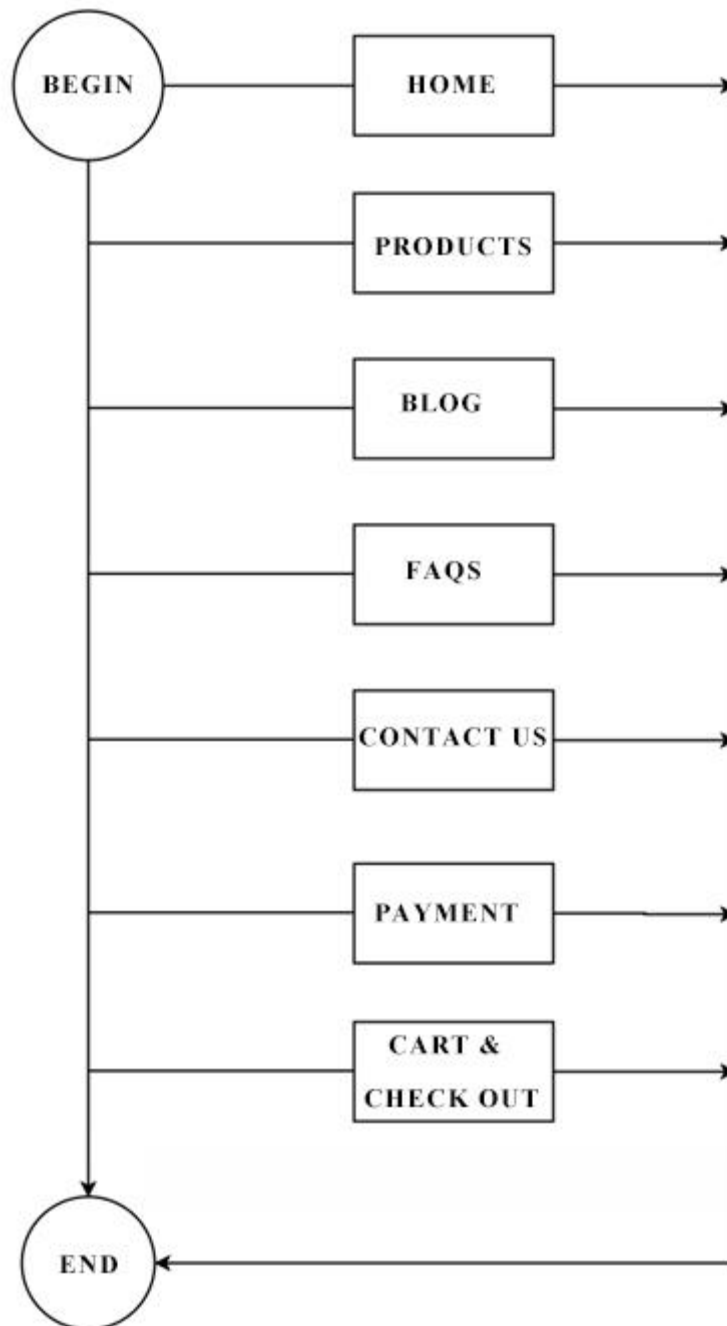 BEGIN
HOME
PRODUCTS
BLOG
FAQS
CONTACT US
PAYMENT
CART &
CHECK OUT
END